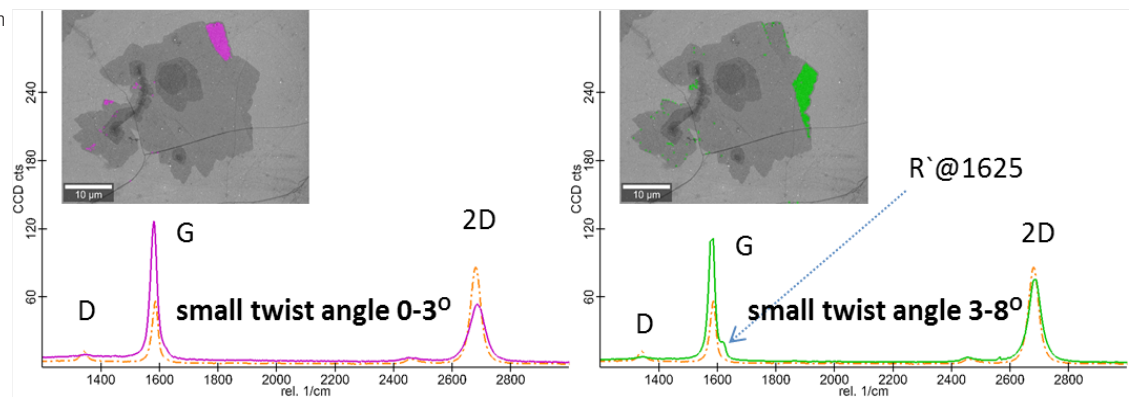 n
10 µm
10 µm
CCD cts
240
180
120
60
G
2D
D
small twist angle 0-3⁰
1400 1600 1800 2000 2200 2400 2600 2800
rel. 1/cm
CCD cts
240
180
120
60
R`@1625
G
2D
D
small twist angle 3-8⁰
1400 1600 1800 2000 2200 2400 2600 2800
rel. 1/cm